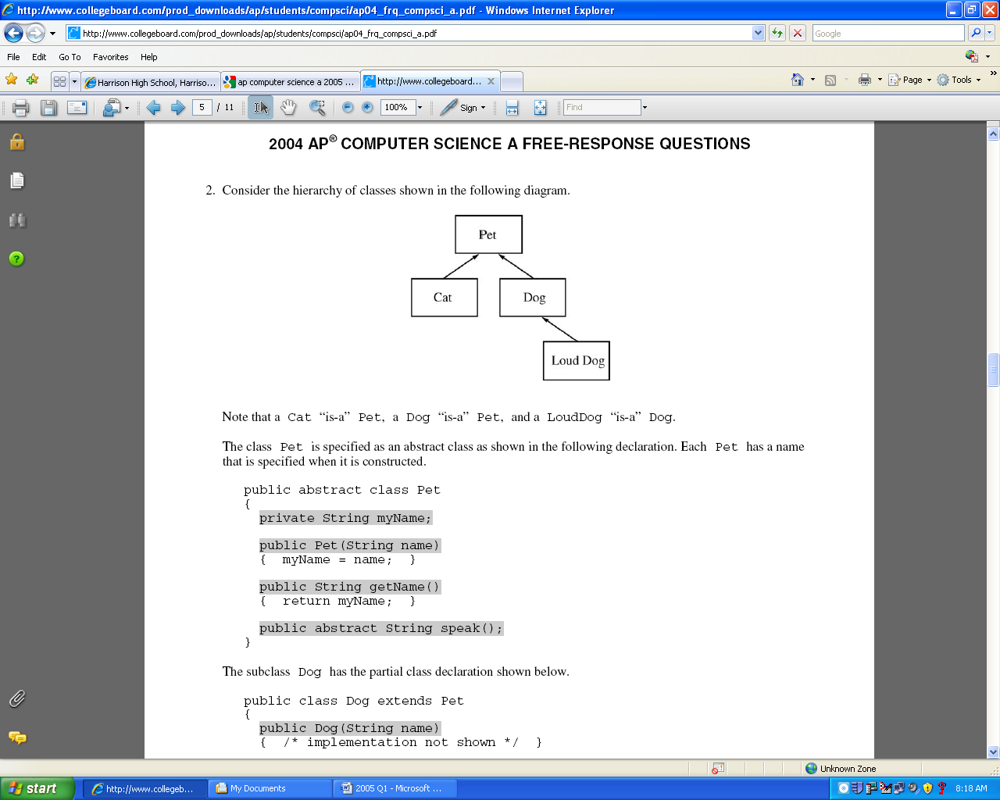 http://www.collegeboard.com/prod_downloads/ap/students/compsci/ap04_frq_compsci_a.pdf - Windows Internet Explorer
http://www.collegeboard.com/prod_downloads/ap/students/compsci/ap04_frq_compsci_a.pdf
Google
File Edit Go To Favorites Help
Harrison High School, Harriso...
ap computer science a 2005 ...
http://www.collegeboard...
Page
Tools
5 / 11
100%
Sign
Find
2004 AP® COMPUTER SCIENCE A FREE-RESPONSE QUESTIONS
2. Consider the hierarchy of classes shown in the following diagram.
Pet
Cat
Dog
Loud Dog
Note that a Cat “is-a” Pet, a Dog “is-a” Pet, and a LoudDog “is-a” Dog.
The class Pet is specified as an abstract class as shown in the following declaration. Each Pet has a name
that is specified when it is constructed.
public abstract class Pet
{
private String myName;
public Pet(String name)
{ myName = name; }
public String getName()
{ return myName; }
public abstract String speak();
}
The subclass Dog has the partial class declaration shown below.
public class Dog extends Pet
{
public Dog(String name)
{ /* implementation not shown */ }
Unknown Zone
start
http://www.collegeb...
My Documents
2005 Q1 - Microsoft ...
8:18 AM